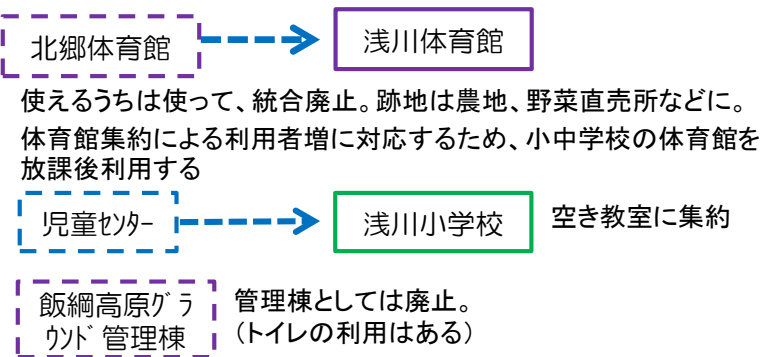 北郷体育館
浅川体育館
使えるうちは使って、統合廃止。跡地は農地、野菜直売所などに。
体育館集約による利用者増に対応するため、小中学校の体育館を
放課後利用する
児童ｾﾝﾀｰ
浅川小学校
空き教室に集約
飯綱高原ｸﾞﾗ
ｳﾝﾄﾞ管理棟
管理棟としては廃止。
（トイレの利用はある）